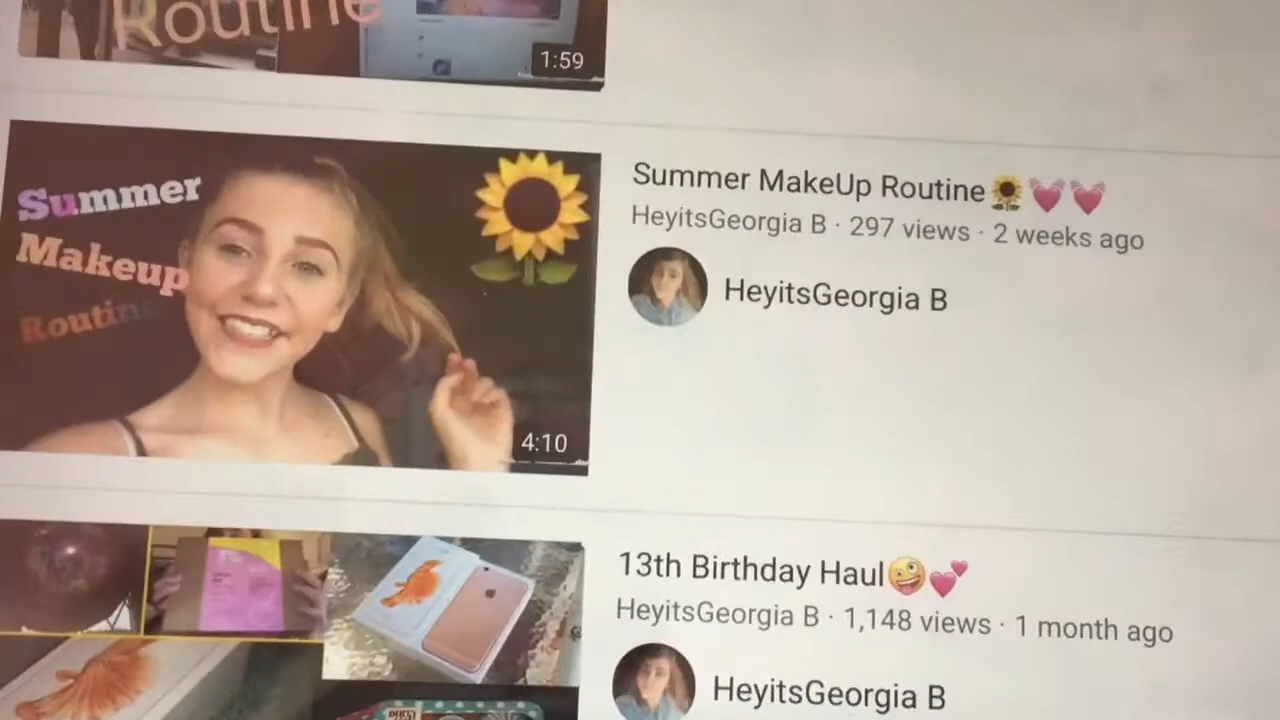 Routine
1:59
Summer
Makeup
Routine
4:10
Summer MakeUp Routine🌻💓💓
HeyitsGeorgia B · 297 views · 2 weeks ago
HeyitsGeorgia B
13th Birthday Haul🤪💕
HeyitsGeorgia B · 1,148 views · 1 month ago
HeyitsGeorgia B